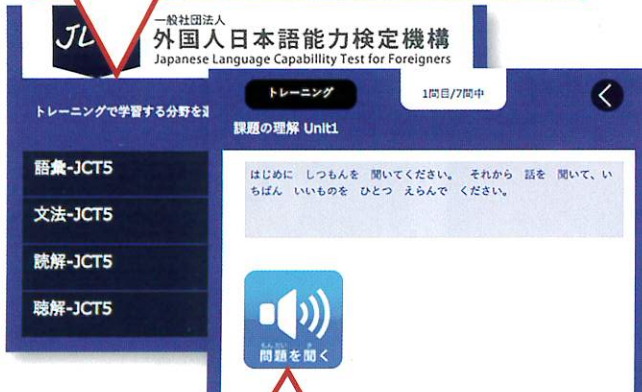 一般社団法人
外国人日本語能力検定機構
Japanese Language Capabillity Test for Foreigners
トレーニングで学習する分野を
語彙-JCT5
文法-JCT5
読解-JCT5
聴解-JCT5
トレーニング
1問目/7問中
課題の理解 Unit1
はじめに しつもんを 聞いてください。 それから 話を 聞いて、い
ちばん いいものを ひとつ えらんで ください。
もんだい き
問題を聞く